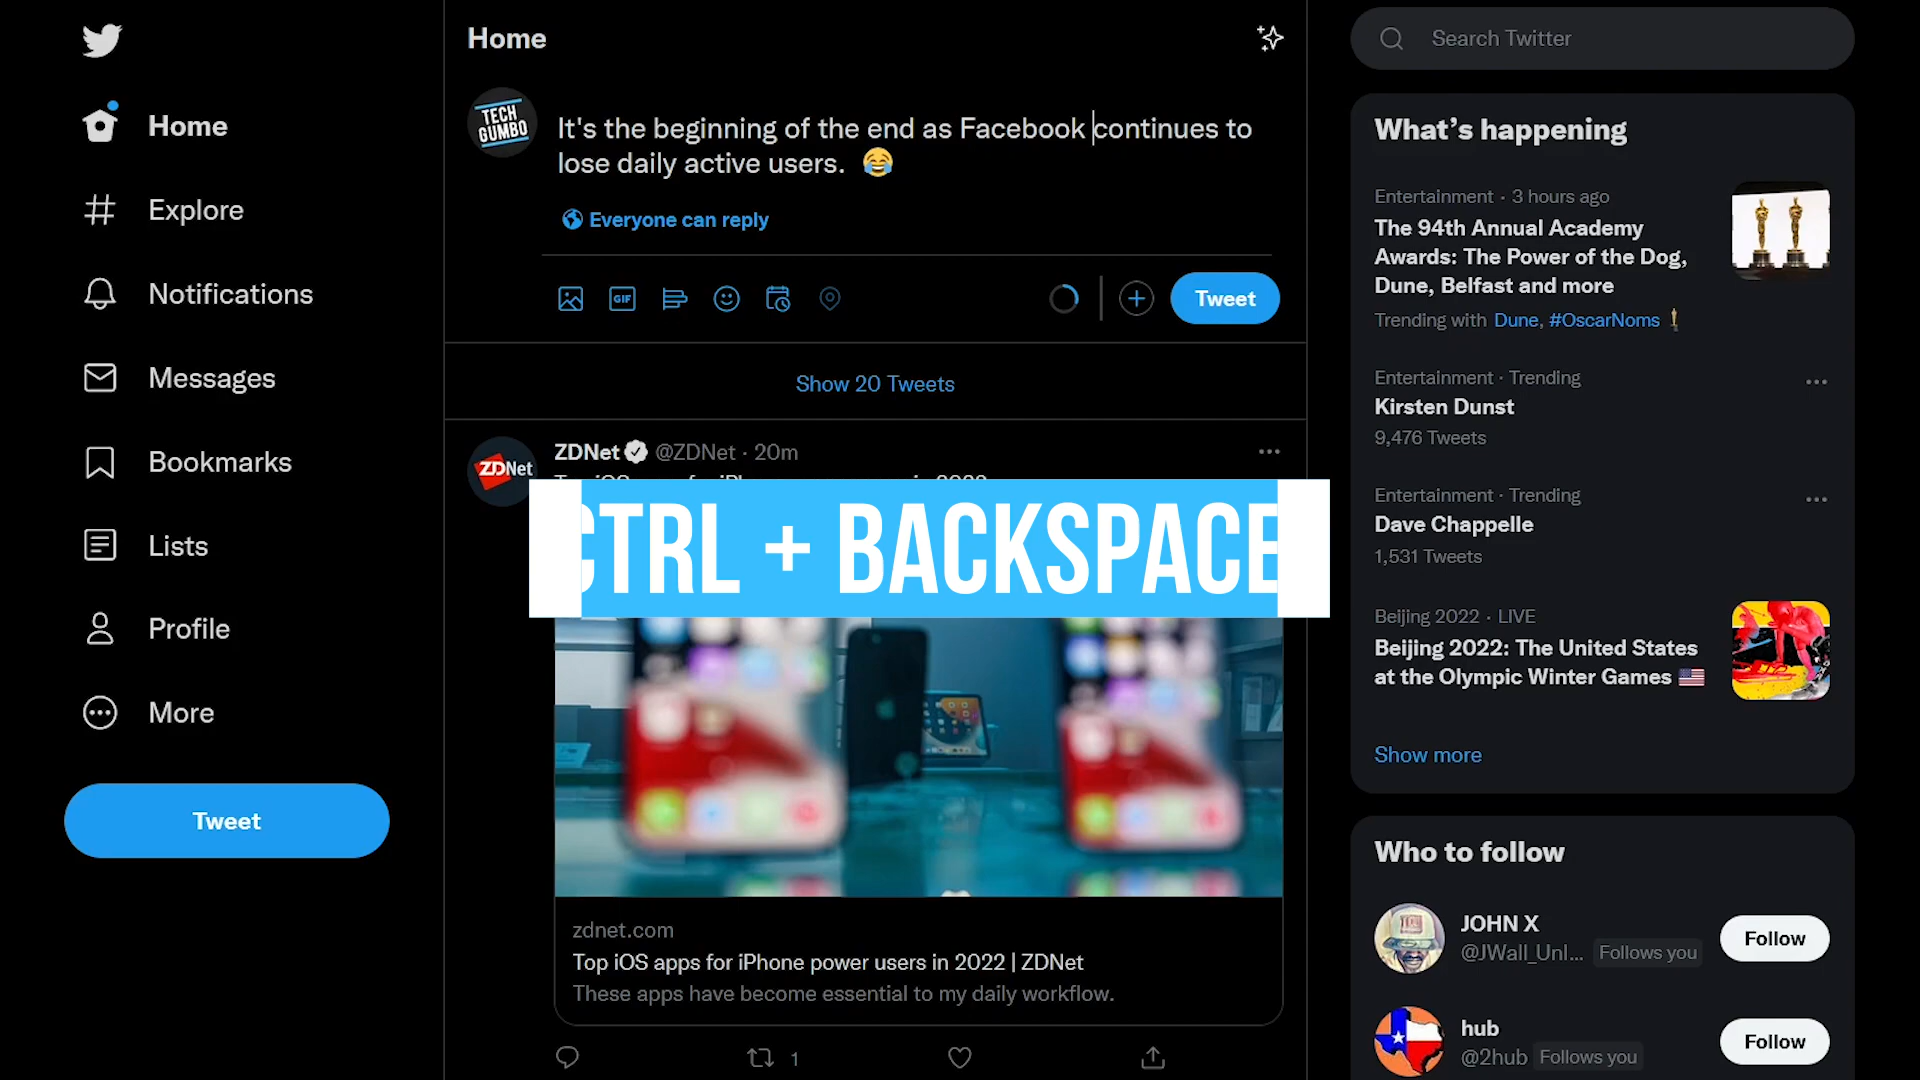 Home
Explore
Notifications
Messages
Bookmarks
Lists
Profile
More
Tweet
Home
TECH
GUMBO
It's the beginning of the end as Facebook continues to
lose daily active users. 😂
Everyone can reply
GIF
Tweet
Show 20 Tweets
ZDNet
ZDNet @ZDNet · 20m
CTRL + BACKSPACE
zdnet.com
Top iOS apps for iPhone power users in 2022 | ZDNet
These apps have become essential to my daily workflow.
1
Search Twitter
What's happening
Entertainment · 3 hours ago
The 94th Annual Academy
Awards: The Power of the Dog,
Dune, Belfast and more
Trending with Dune, #OscarNoms
Entertainment · Trending
Kirsten Dunst
9,476 Tweets
Entertainment · Trending
Dave Chappelle
1,531 Tweets
Beijing 2022 · LIVE
Beijing 2022: The United States
at the Olympic Winter Games 🇺🇸
Show more
Who to follow
JOHN X
@JWall_Unl... Follows you
Follow
hub
@2hub Follows you
Follow